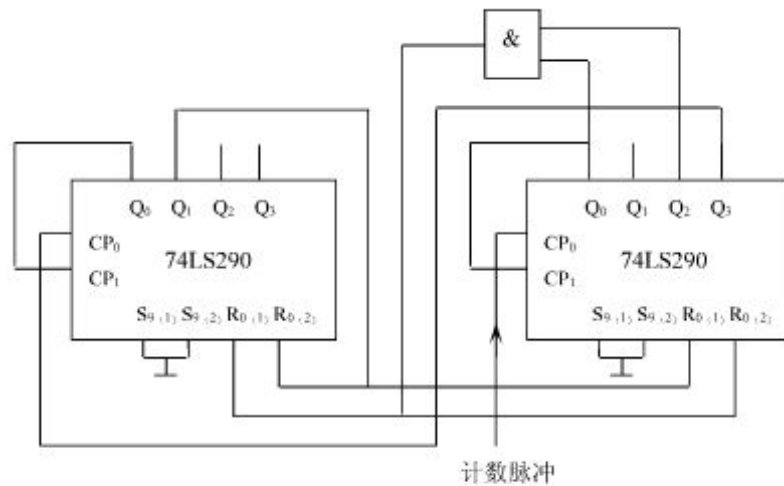 &
Q₀ Q₁ Q₂ Q₃
CP₀
74LS290
CP₁
S₉₍₁₎ S₉₍₂₎ R₀₍₁₎ R₀₍₂₎
Q₀ Q₁ Q₂ Q₃
CP₀
74LS290
CP₁
S₉₍₁₎ S₉₍₂₎ R₀₍₁₎ R₀₍₂₎
计数脉冲